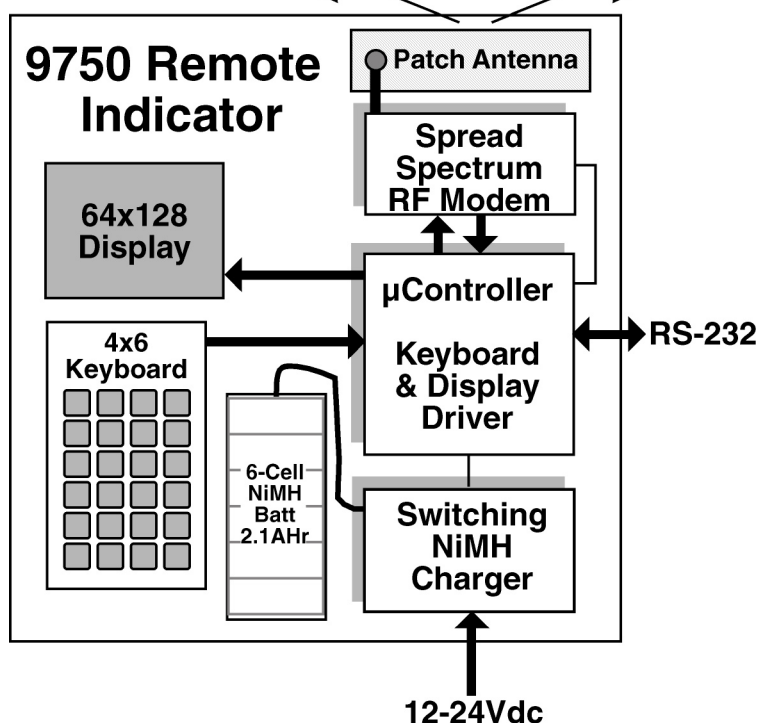 9750 Remote
Indicator
Patch Antenna
Spread
Spectrum
RF Modem
64x128
Display
µController
Keyboard
& Display
Driver
RS-232
4x6
Keyboard
6-Cell
NiMH
Batt
2.1AHr
Switching
NiMH
Charger
12-24Vdc